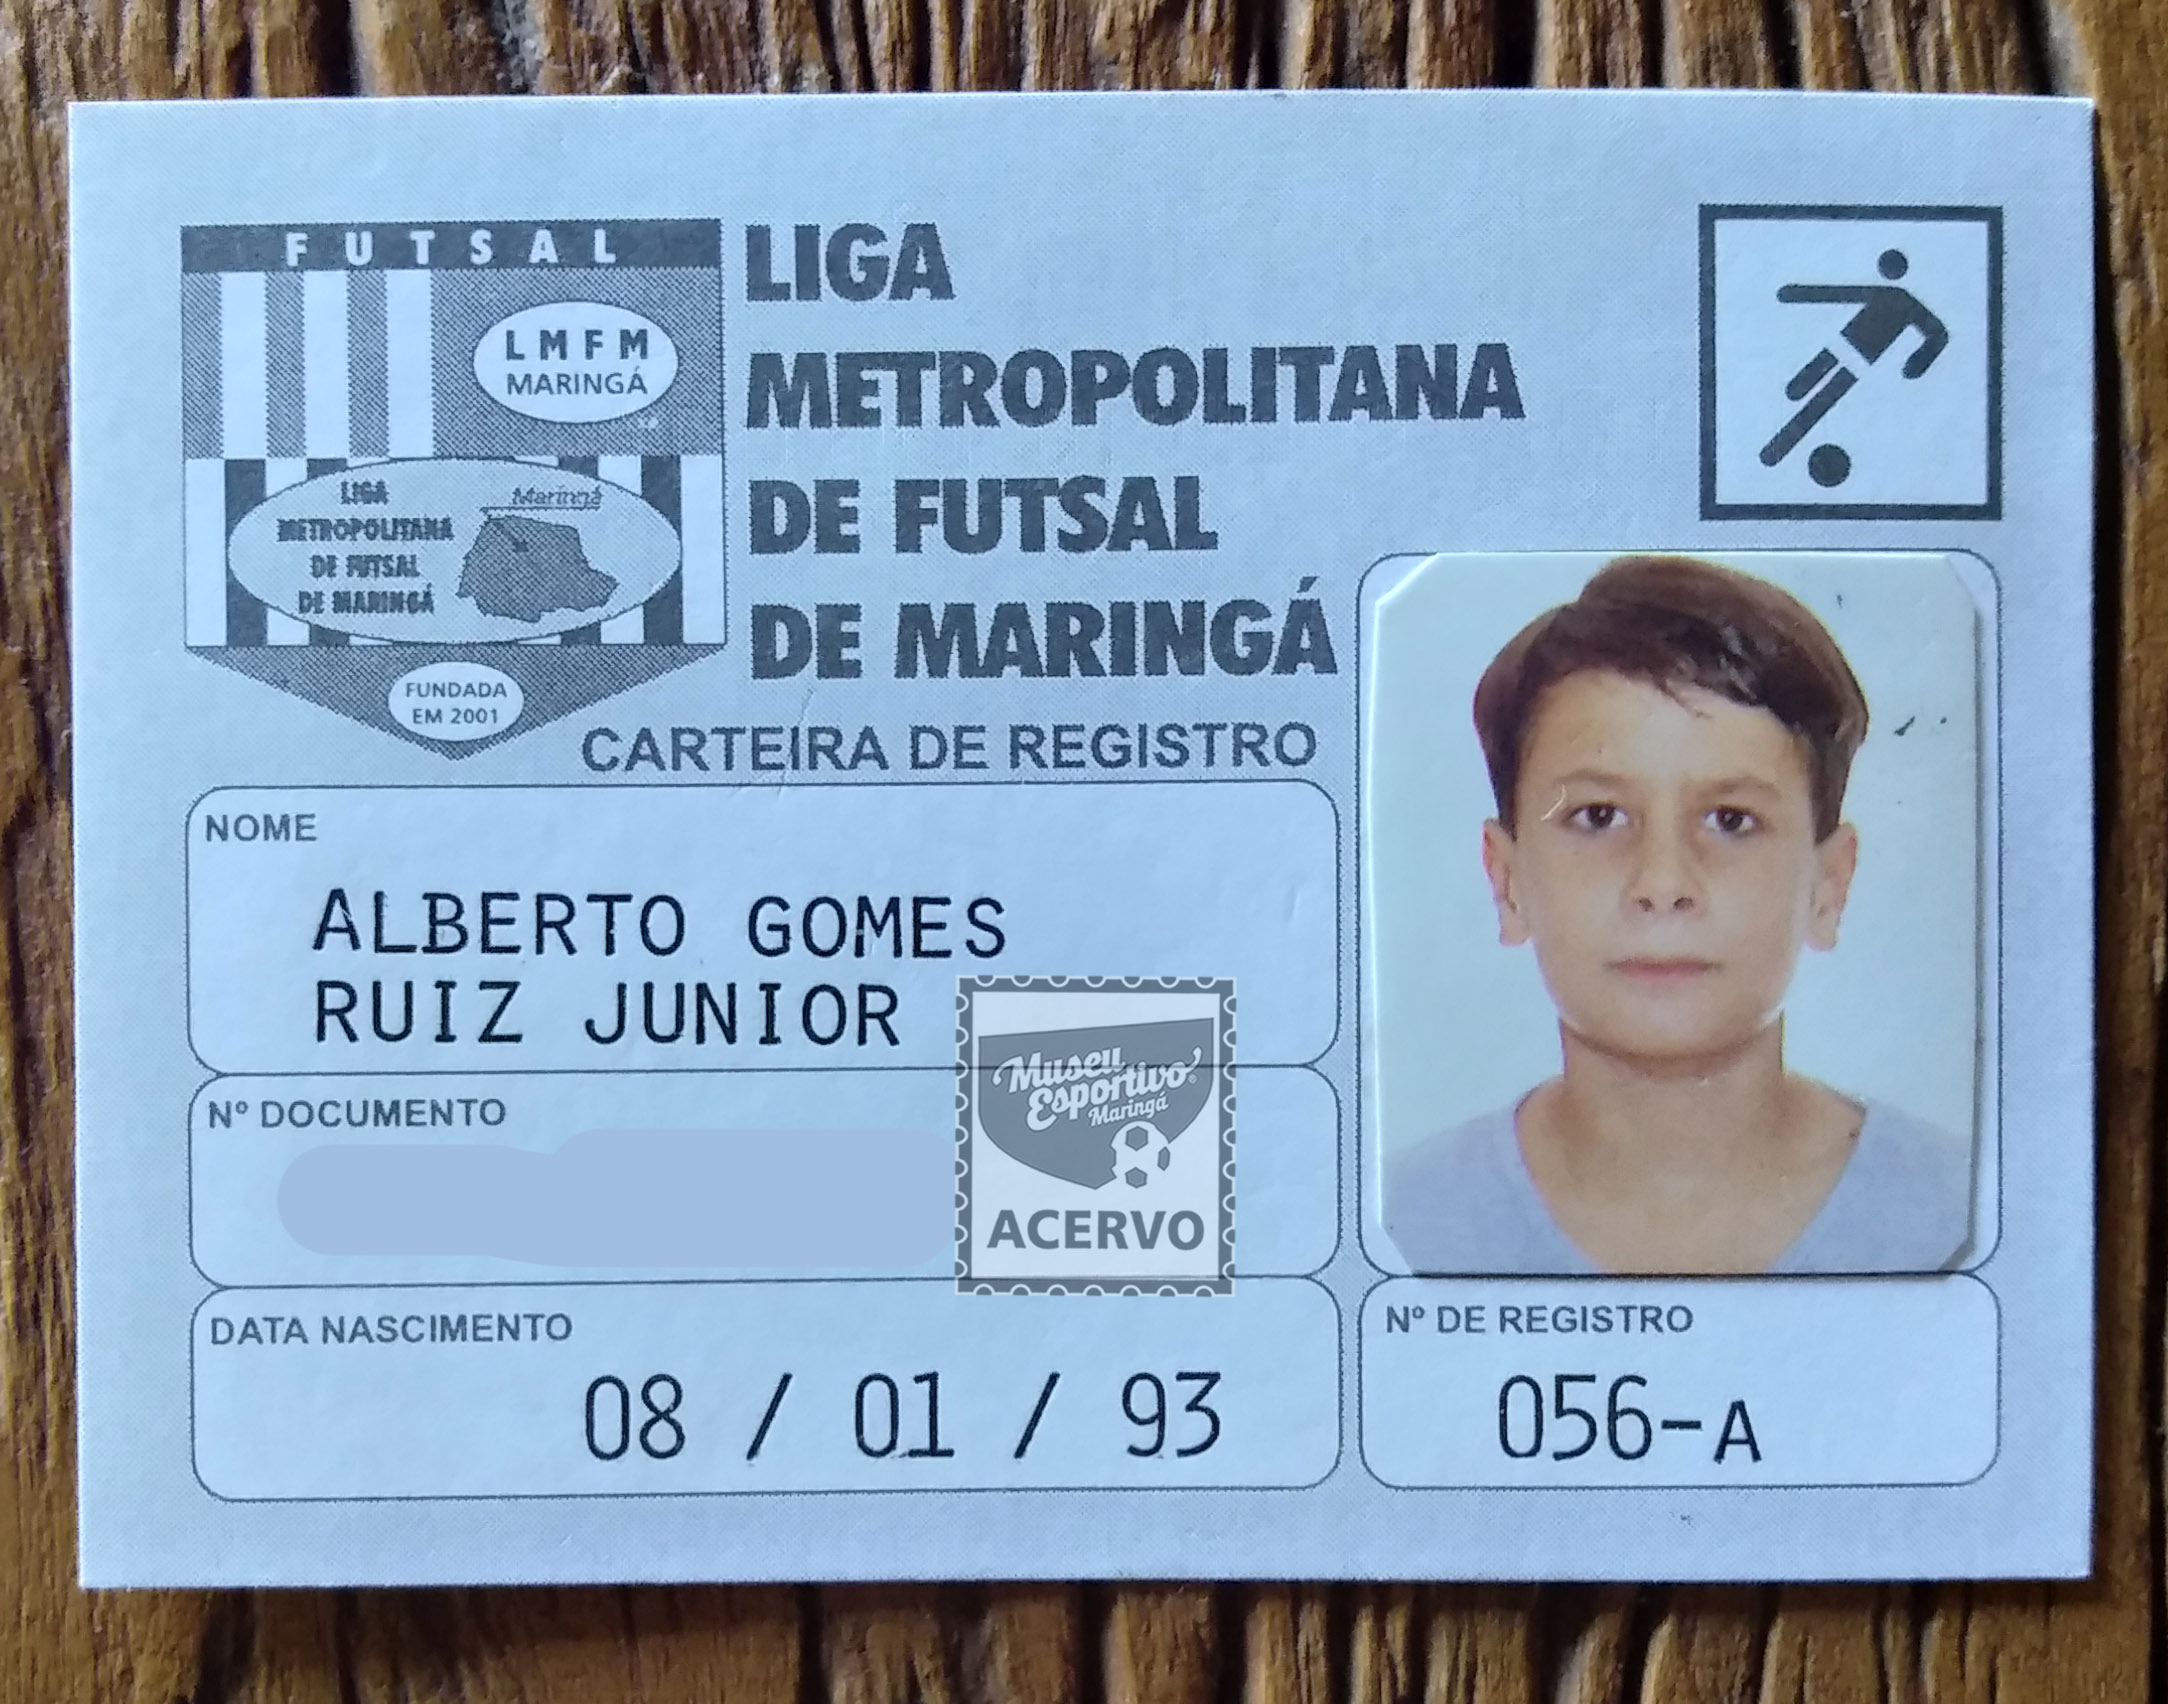 FUTSAL
LMFM
MARINGÁ
LIGA
METROPOLITANA
DE FUTSAL
DE MARINGÁ
Maringá
FUNDADA
EM 2001
LIGA
METROPOLITANA
DE FUTSAL
DE MARINGÁ
CARTEIRA DE REGISTRO
NOME
ALBERTO GOMES
RUIZ JUNIOR
Nº DOCUMENTO
Museu
Esportivo
Maringá
ACERVO
DATA NASCIMENTO
08 / 01 / 93
Nº DE REGISTRO
056-A